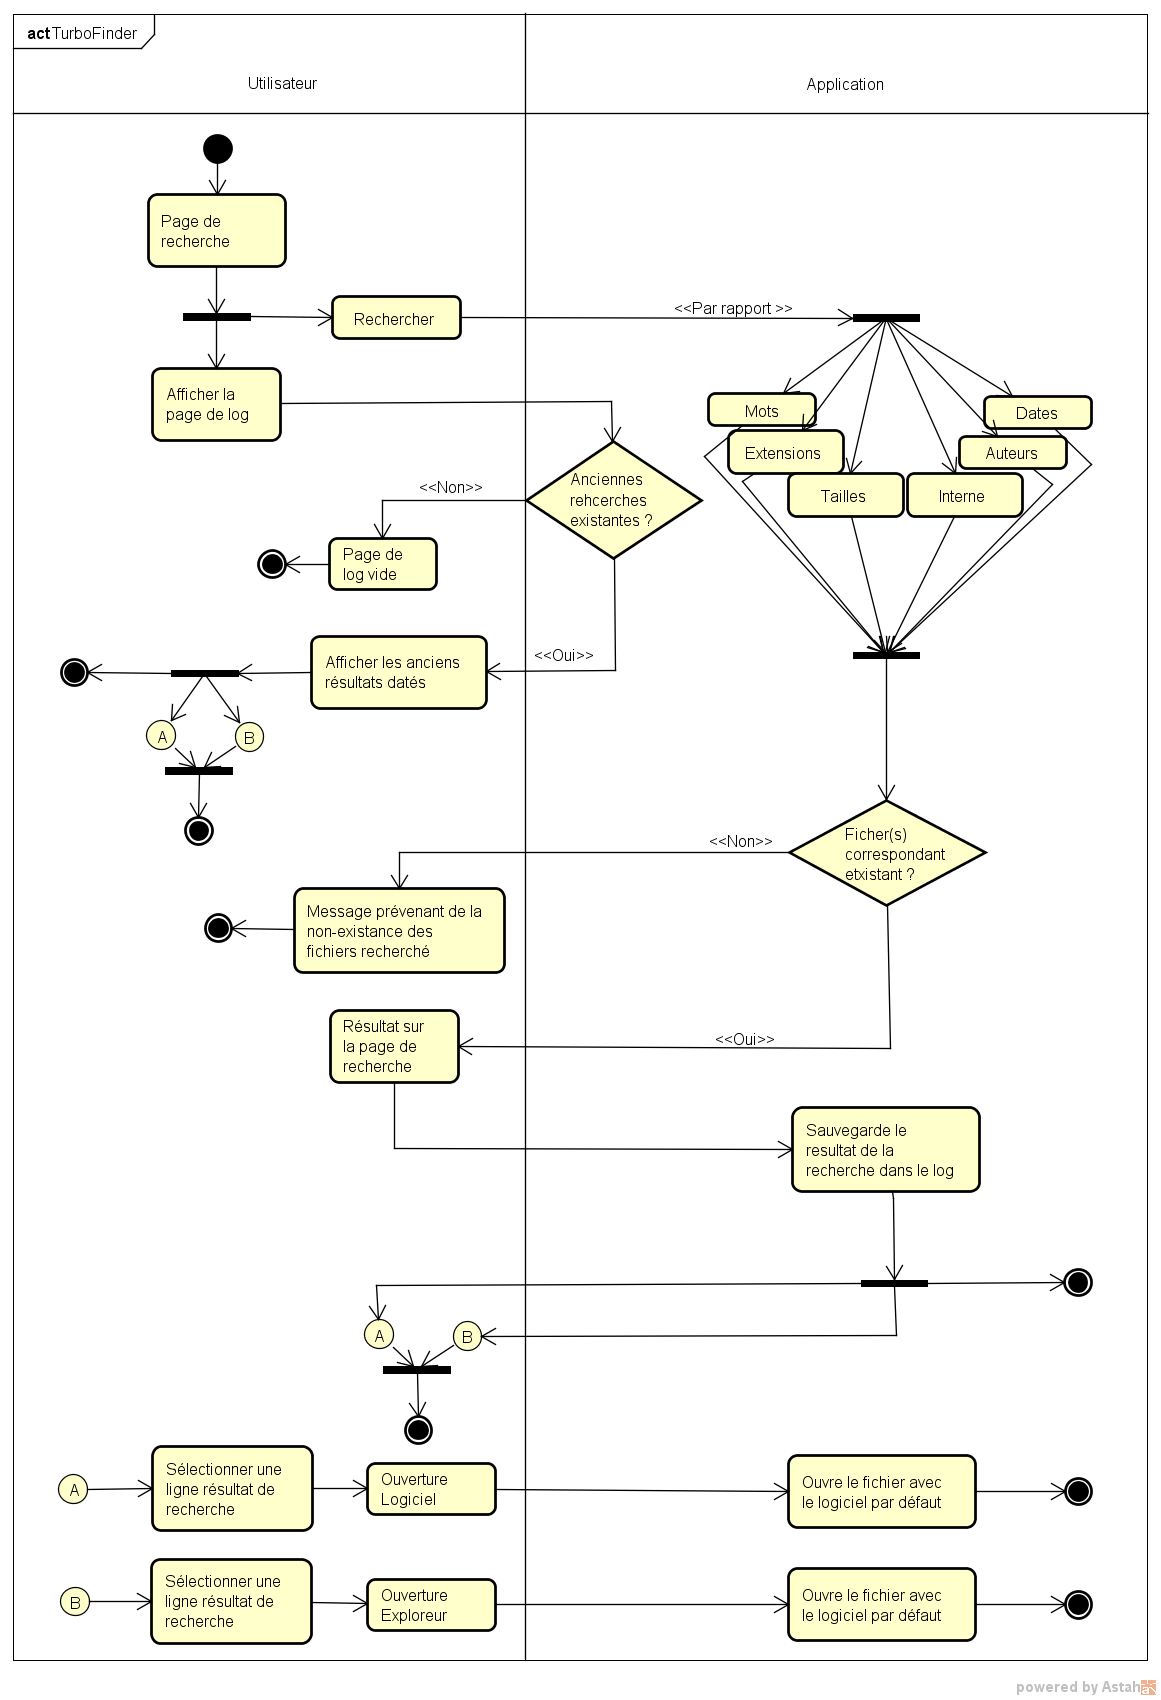 act TurboFinder
Utilisateur
Application
Page de
recherche
Rechercher
<<Par rapport >>
Afficher la
page de log
Mots
Dates
Extensions
Auteurs
Tailles
Interne
Anciennes
rehcerches
existantes ?
<<Non>>
Page de
log vide
<<Oui>>
Afficher les anciens
résultats datés
A
B
Ficher(s)
correspondant
etxistant ?
<<Non>>
Message prévenant de la
non-existance des
fichiers recherché
Résultat sur
la page de
recherche
<<Oui>>
Sauvegarde le
resultat de la
recherche dans le log
A
B
A
Sélectionner une
ligne résultat de
recherche
Ouverture
Logiciel
Ouvre le fichier avec
le logiciel par défaut
B
Sélectionner une
ligne résultat de
recherche
Ouverture
Exploreur
Ouvre le fichier avec
le logiciel par défaut
powered by Astah